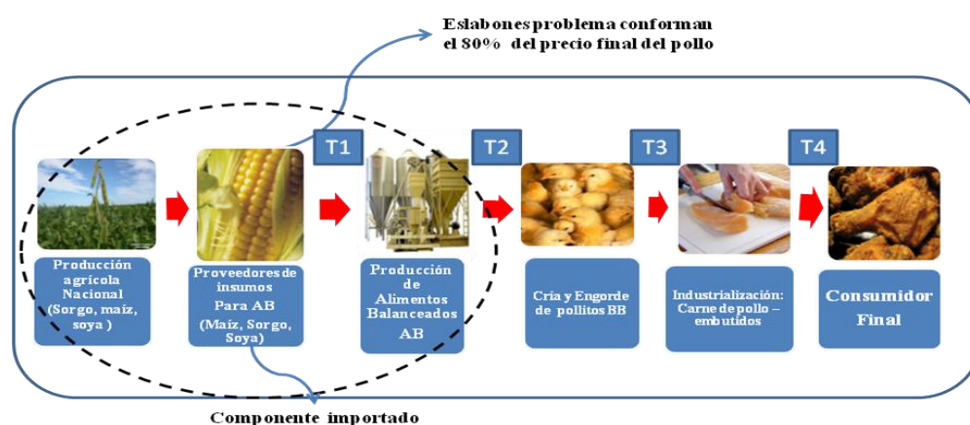 Eslabones problema conforman
el 80% del precio final del pollo
T1
T2
T3
T4
Producción
agrícola
Nacional
(Sorgo, maíz,
soya )
Proveedores de
insumos
Para AB
(Maíz, Sorgo,
Soya)
Producción
de
Alimentos
Balanceados
AB
Cría y Engorde
de pollitos BB
Industrialización:
Carne de pollo –
embutidos
Consumidor
Final
Componente importado